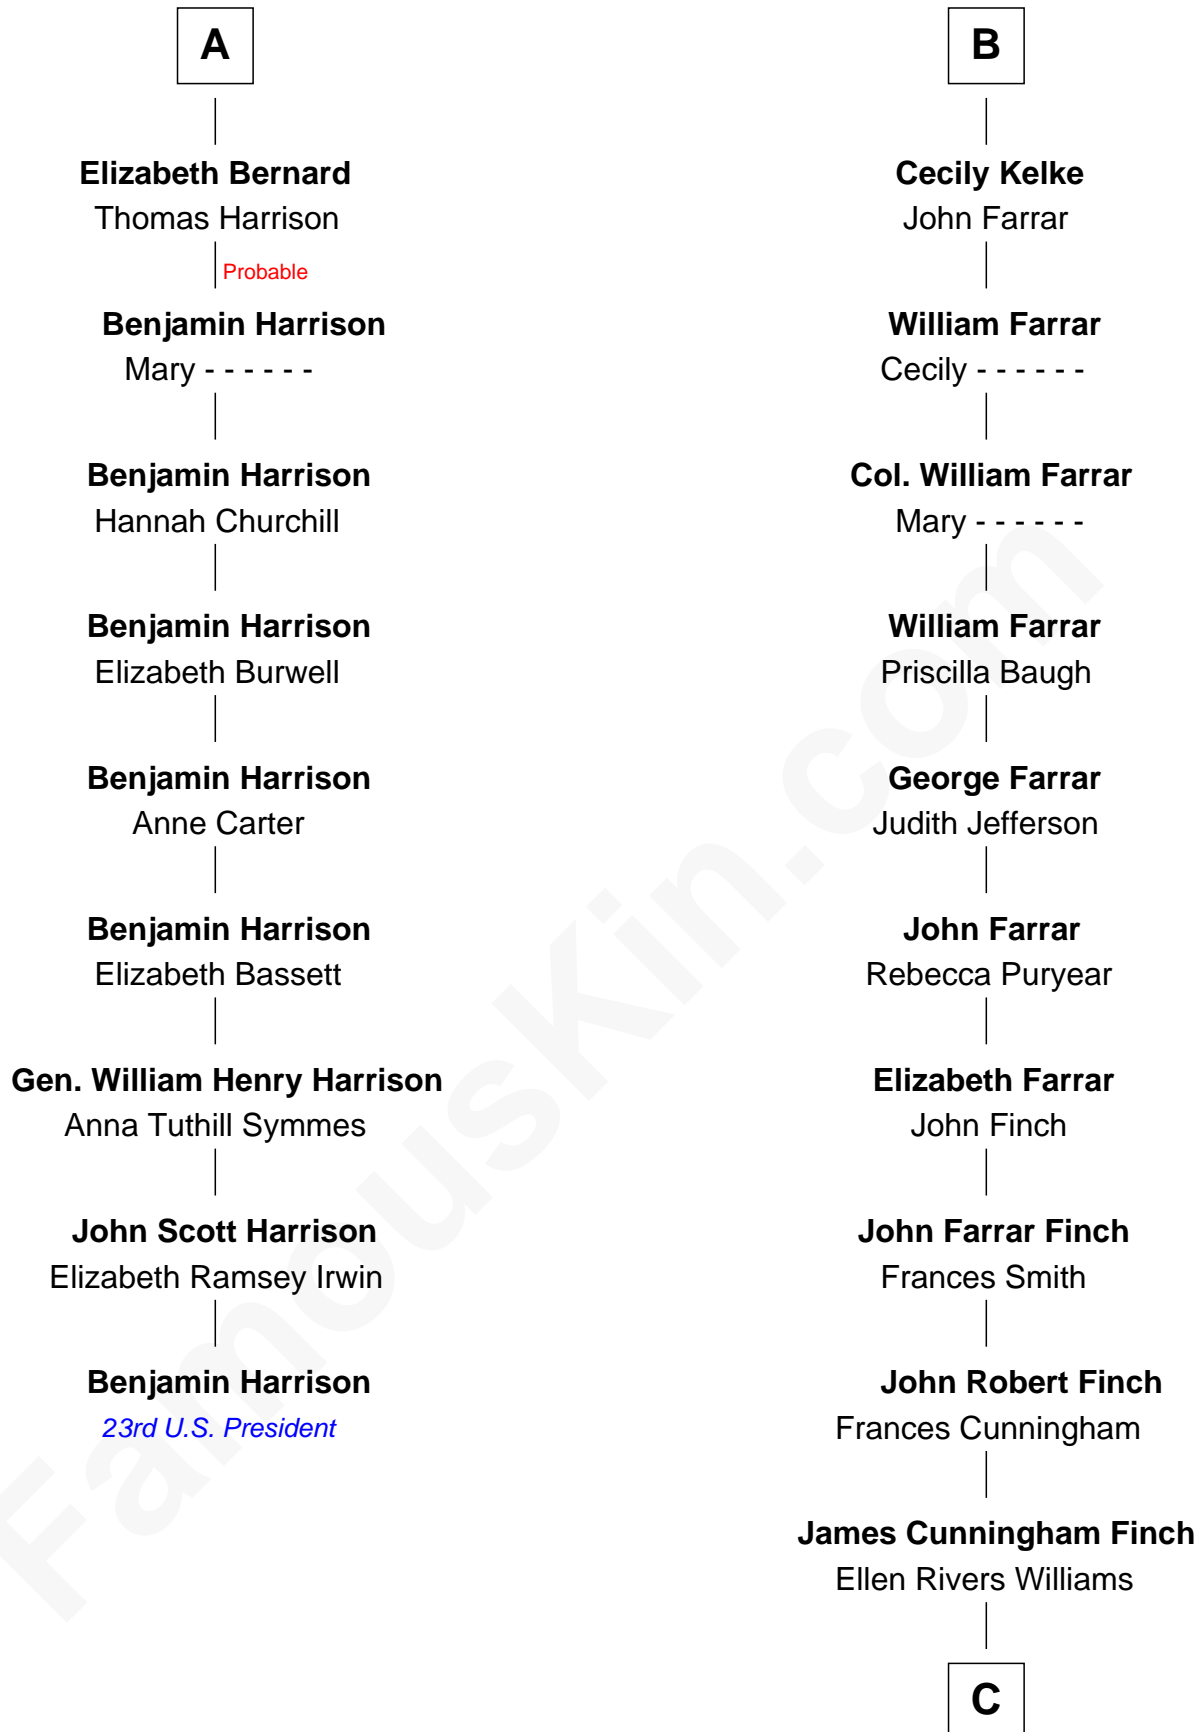 A
Elizabeth Bernard
Thomas Harrison
Probable
Benjamin Harrison
Mary - - - - - -
Benjamin Harrison
Hannah Churchill
Benjamin Harrison
Elizabeth Burwell
Benjamin Harrison
Anne Carter
Benjamin Harrison
Elizabeth Bassett
Gen. William Henry Harrison
Anna Tuthill Symmes
John Scott Harrison
Elizabeth Ramsey Irwin
Benjamin Harrison
23rd U.S. President
B
Cecily Kelke
John Farrar
William Farrar
Cecily - - - - - -
Col. William Farrar
Mary - - - - - -
William Farrar
Priscilla Baugh
George Farrar
Judith Jefferson
John Farrar
Rebecca Puryear
Elizabeth Farrar
John Finch
John Farrar Finch
Frances Smith
John Robert Finch
Frances Cunningham
James Cunningham Finch
Ellen Rivers Williams
C
FamousKin.com